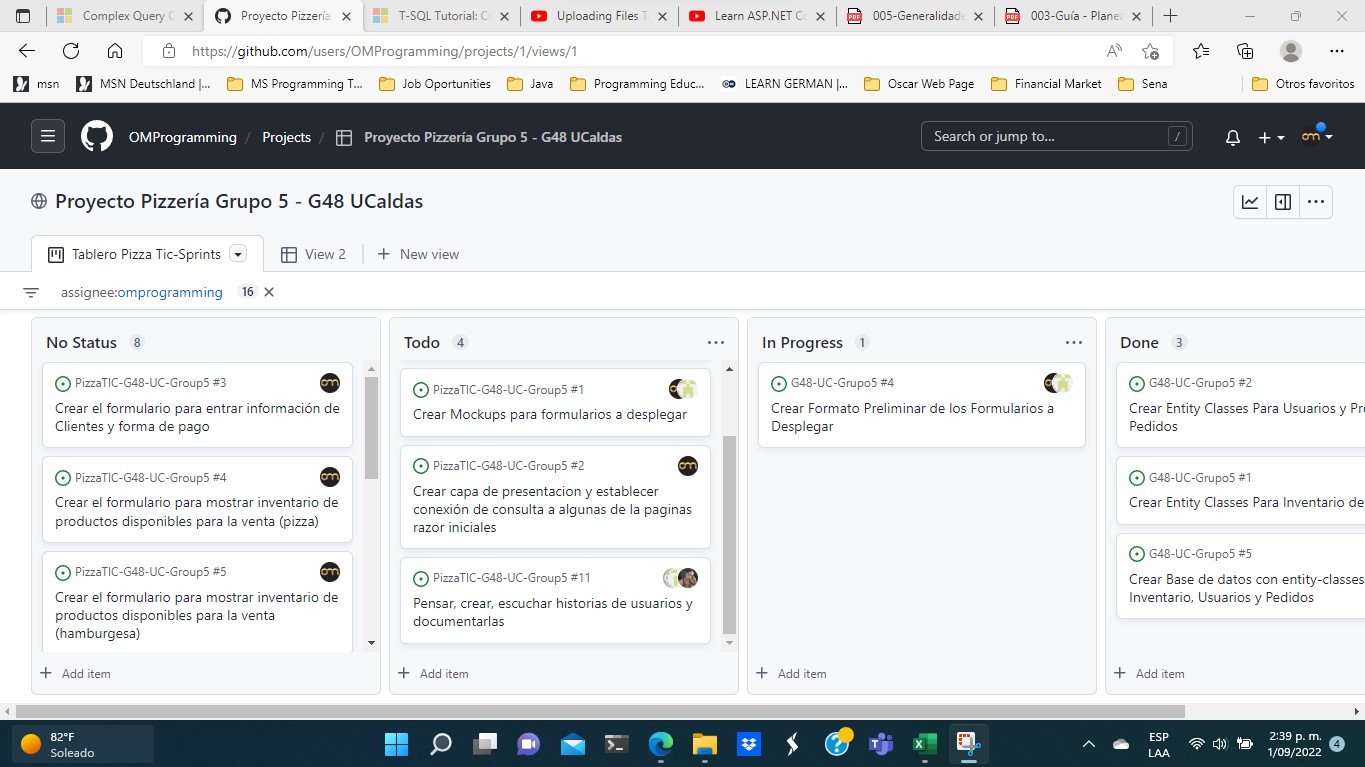 Complex Query C
Proyecto Pizzería
T-SQL Tutorial: C
Uploading Files T
Learn ASP.NET Co
005-Generalidade
003-Guía - Planea
https://github.com/users/OMProgramming/projects/1/views/1
msn
MSN Deutschland |...
MS Programming T...
Job Oportunities
Java
Programming Educ...
LEARN GERMAN |...
Oscar Web Page
Financial Market
Sena
Otros favoritos
OMProgramming / Projects / Proyecto Pizzería Grupo 5 - G48 UCaldas
Search or jump to...
/
Proyecto Pizzería Grupo 5 - G48 UCaldas
Tablero Pizza Tic-Sprints
View 2
New view
assignee:omprogramming
16
No Status 8
PizzaTIC-G48-UC-Group5 #3
Crear el formulario para entrar información de
Clientes y forma de pago
PizzaTIC-G48-UC-Group5 #4
Crear el formulario para mostrar inventario de
productos disponibles para la venta (pizza)
PizzaTIC-G48-UC-Group5 #5
Crear el formulario para mostrar inventario de
productos disponibles para la venta
(hamburgesa)
Add item
Todo 4
PizzaTIC-G48-UC-Group5 #1
Crear Mockups para formularios a desplegar
PizzaTIC-G48-UC-Group5 #2
Crear capa de presentacion y establecer
conexión de consulta a algunas de la paginas
razor iniciales
PizzaTIC-G48-UC-Group5 #11
Pensar, crear, escuchar historias de usuarios y
documentarlas
Add item
In Progress 1
G48-UC-Grupo5 #4
Crear Formato Preliminar de los Formularios a
Desplegar
Add item
Done 3
G48-UC-Grupo5 #2
Crear Entity Classes Para Usuarios y Pro
Pedidos
G48-UC-Grupo5 #1
Crear Entity Classes Para Inventario de
G48-UC-Grupo5 #5
Crear Base de datos con entity-classes
Inventario, Usuarios y Pedidos
Add item
82°F
Soleado
ESP
LAA
2:39 p. m.
1/09/2022
4